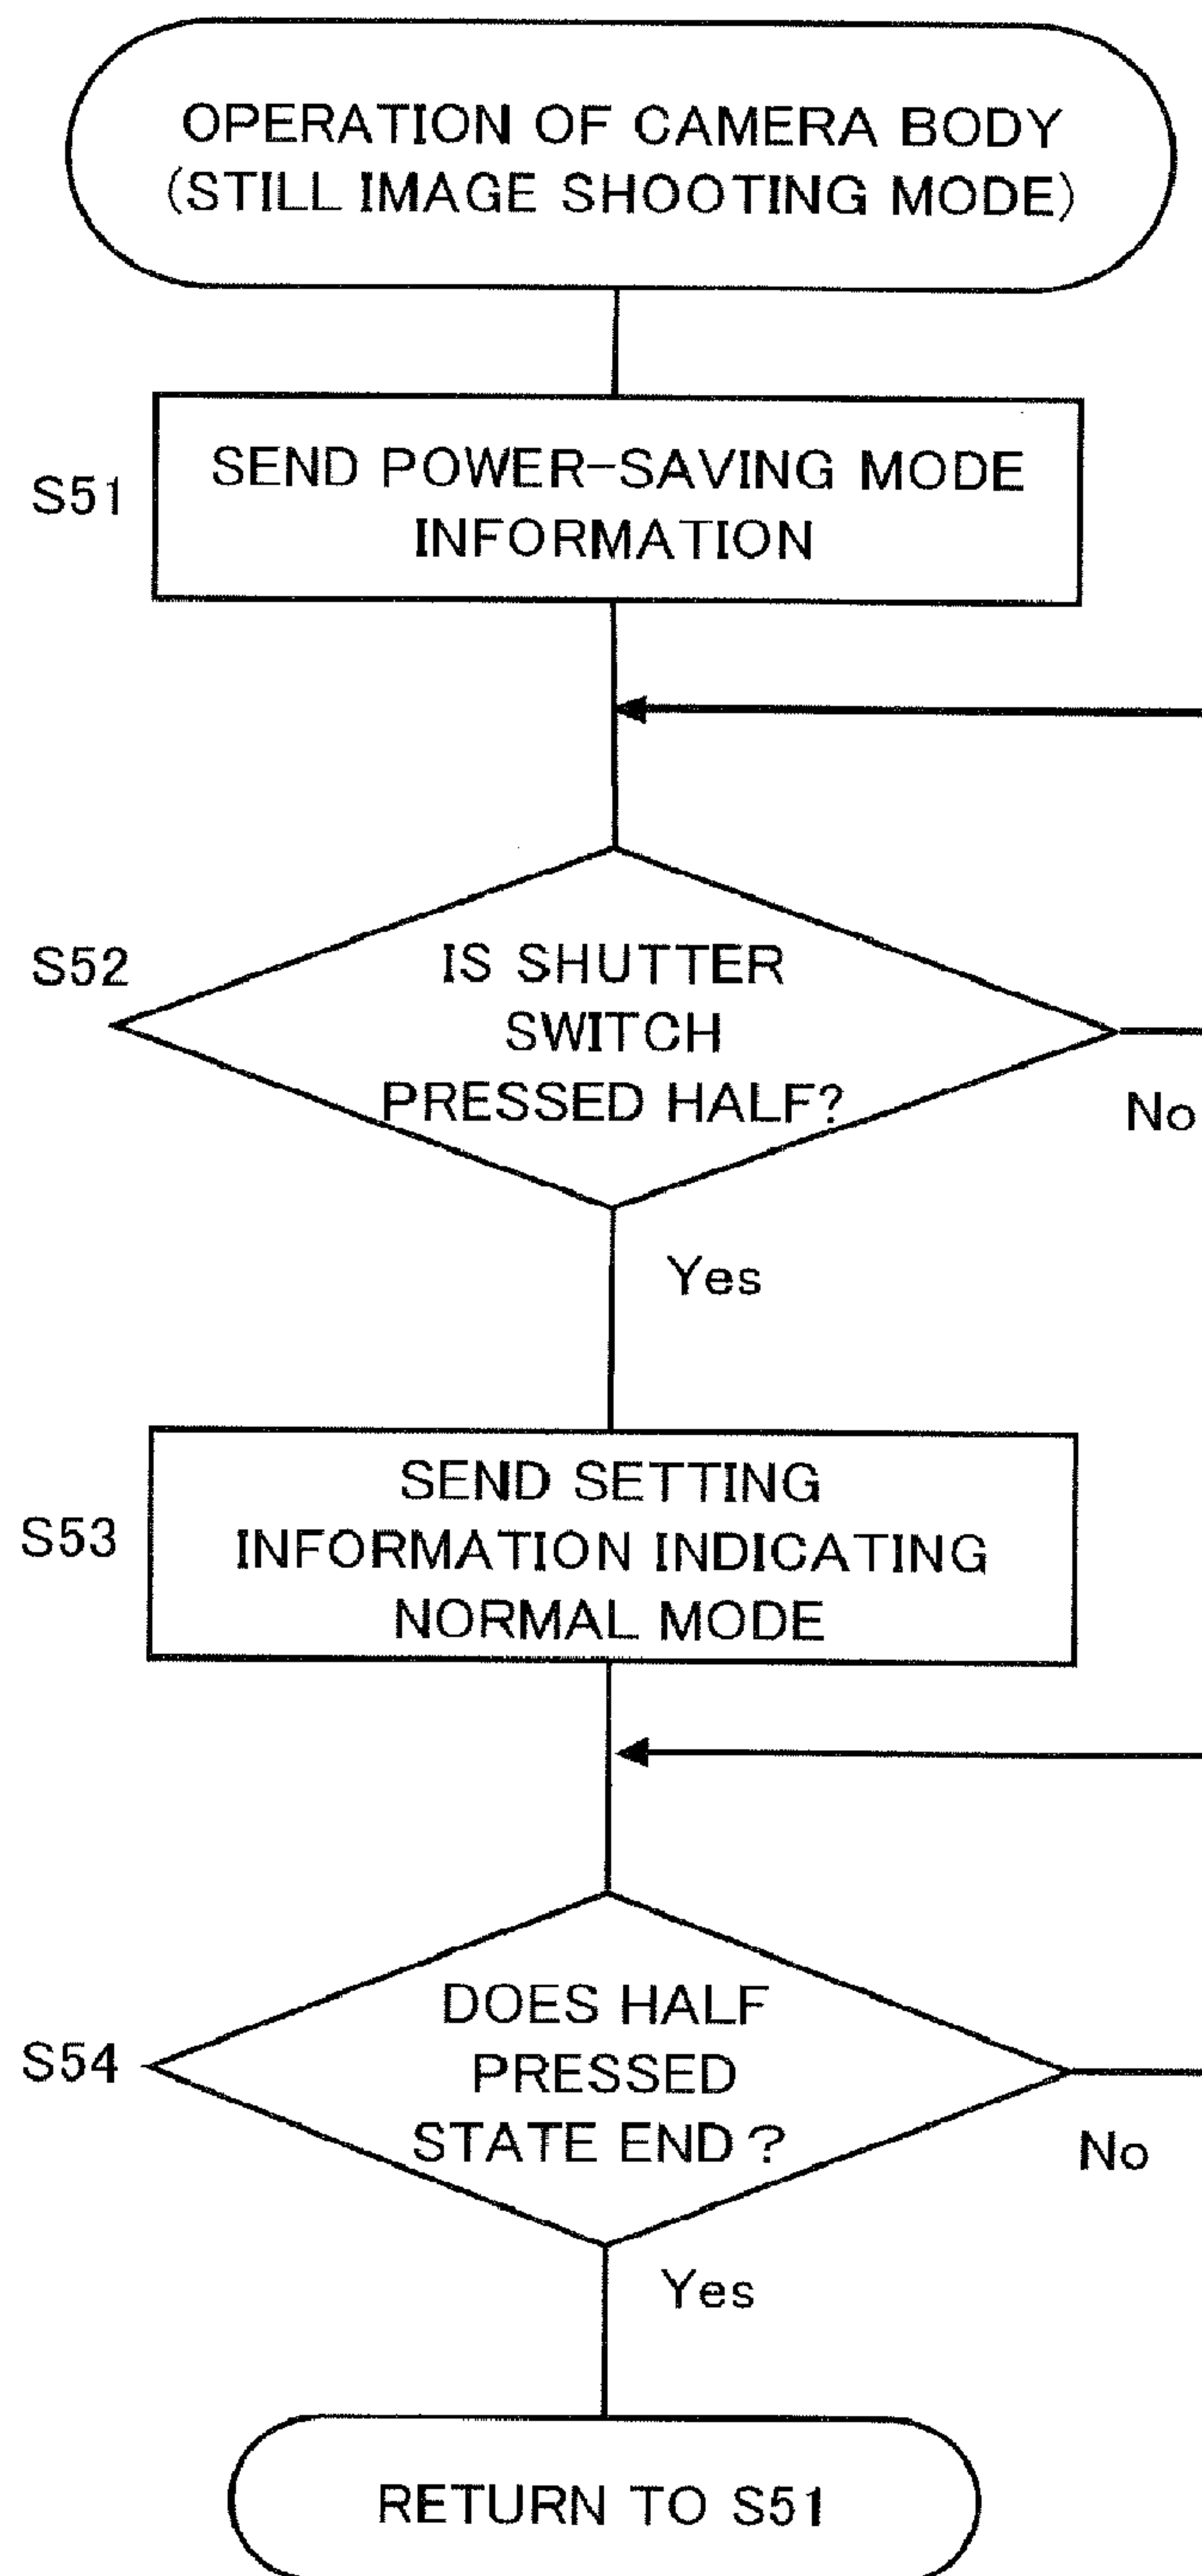 OPERATION OF CAMERA BODY
(STILL IMAGE SHOOTING MODE)
S51
SEND POWER-SAVING MODE
INFORMATION
S52
IS SHUTTER
SWITCH
PRESSED HALF?
No
Yes
S53
SEND SETTING
INFORMATION INDICATING
NORMAL MODE
S54
DOES HALF
PRESSED
STATE END ?
No
Yes
RETURN TO S51